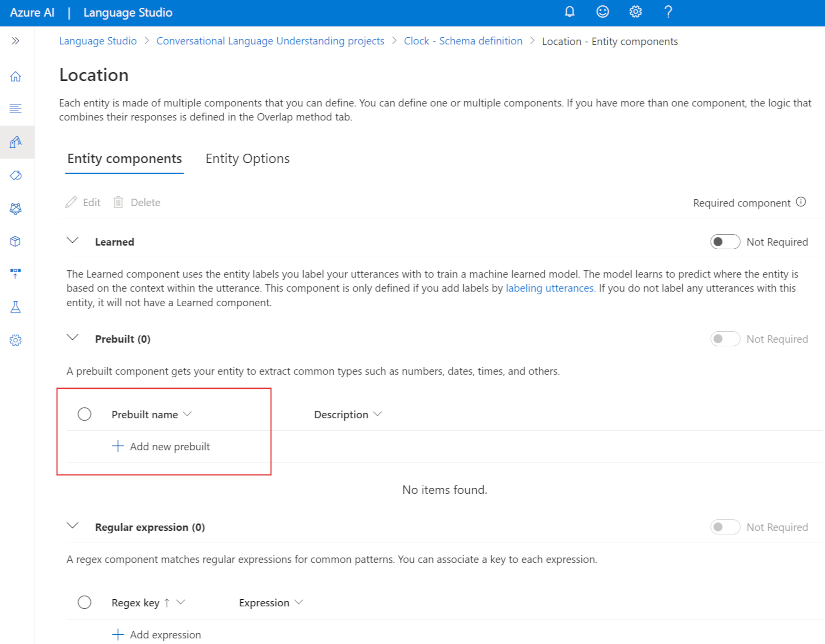 Azure AI | Language Studio
Language Studio > Conversational Language Understanding projects > Clock - Schema definition > Location - Entity components
Location
Each entity is made of multiple components that you can define. You can define one or multiple components. If you have more than one component, the logic that
combines their responses is defined in the Overlap method tab.
Entity components Entity Options
Edit Delete Required component
Learned Not Required
The Learned component uses the entity labels you label your utterances with to train a machine learned model. The model learns to predict where the entity is
based on the context within the utterance. This component is only defined if you add labels by labeling utterances. If you do not label any utterances with this
entity, it will not have a Learned component.
Prebuilt (0) Not Required
A prebuilt component gets your entity to extract common types such as numbers, dates, times, and others.
Prebuilt name Description
+ Add new prebuilt
No items found.
Regular expression (0) Not Required
A regex component matches regular expressions for common patterns. You can associate a key to each expression.
Regex key ↑ Expression
+ Add expression